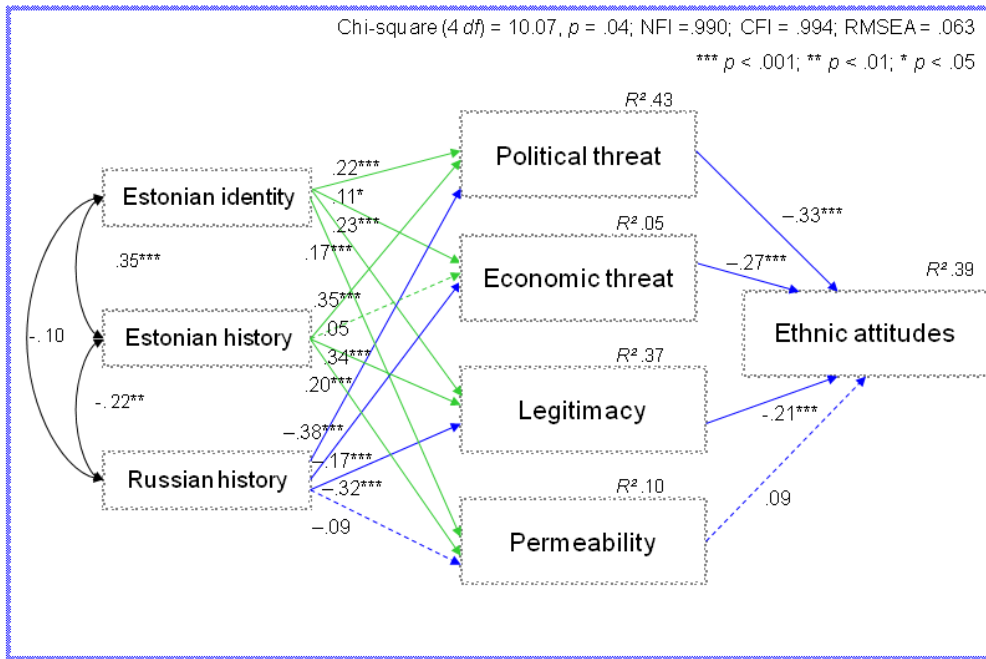 Chi-square (4 df) = 10.07, p = .04; NFI =.990; CFI = .994; RMSEA = .063
*** p < .001; ** p < .01; * p < .05
R² .43
Political threat
Estonian identity
.22***
.11*
.23***
.17***
–.33***
R² .05
Economic threat
–.27***
.35***
R² .39
Ethnic attitudes
-. 10
Estonian history
.35***
.05
.34***
.20***
R² .37
Legitimacy
-.21***
-. 22**
–.38***
–.17***
–.32***
Russian history
–.09
R² .10
Permeability
.09